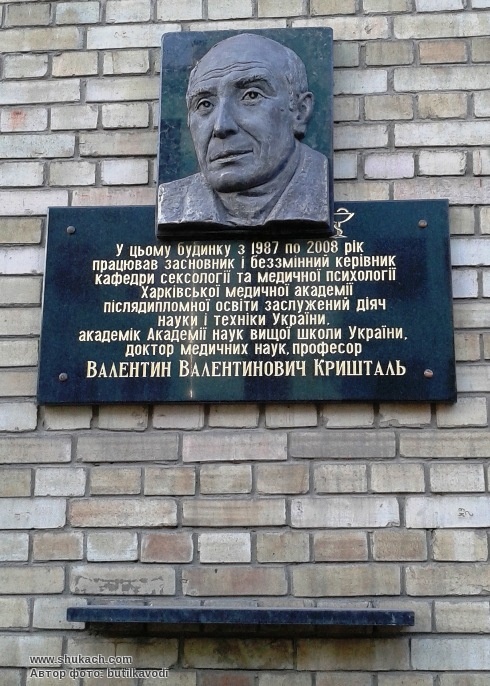 У цьому будинку з 1987 по 2008 рік
працював засновник і беззмінний керівник
кафедри сексології та медичної психології
Харківської медичної академії
післядипломної освіти заслужений діяч
науки і техніки України,
академік Академії наук вищої школи України,
доктор медичних наук, професор
Валентин Валентинович Кришталь
www.shukach.com
Автор фото: butilkavodi